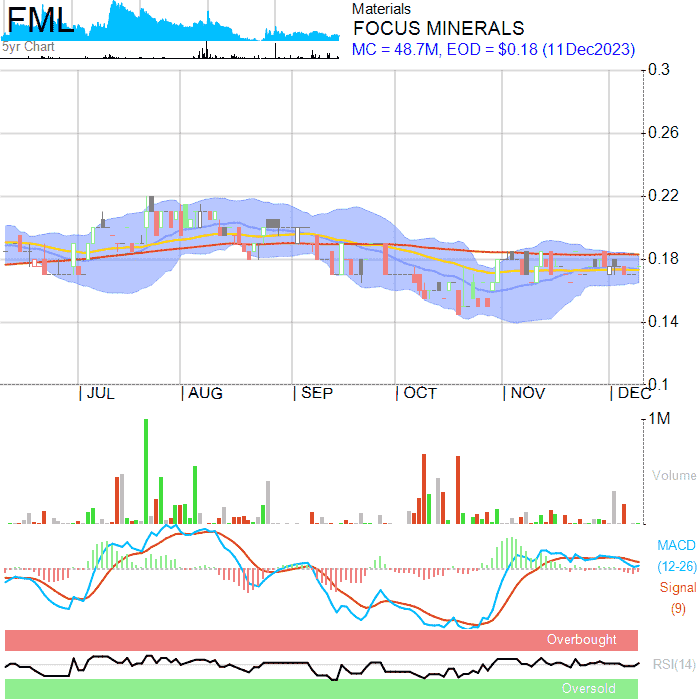 FML
5yr Chart
Materials
FOCUS MINERALS
MC = 48.7M, EOD = $0.18 (11Dec2023)
0.3
0.26
0.22
0.18
0.14
0.1
JUL
AUG
SEP
OCT
NOV
DEC
1M
Volume
MACD
(12-26)
Signal
(9)
Overbought
RSI(14)
Oversold